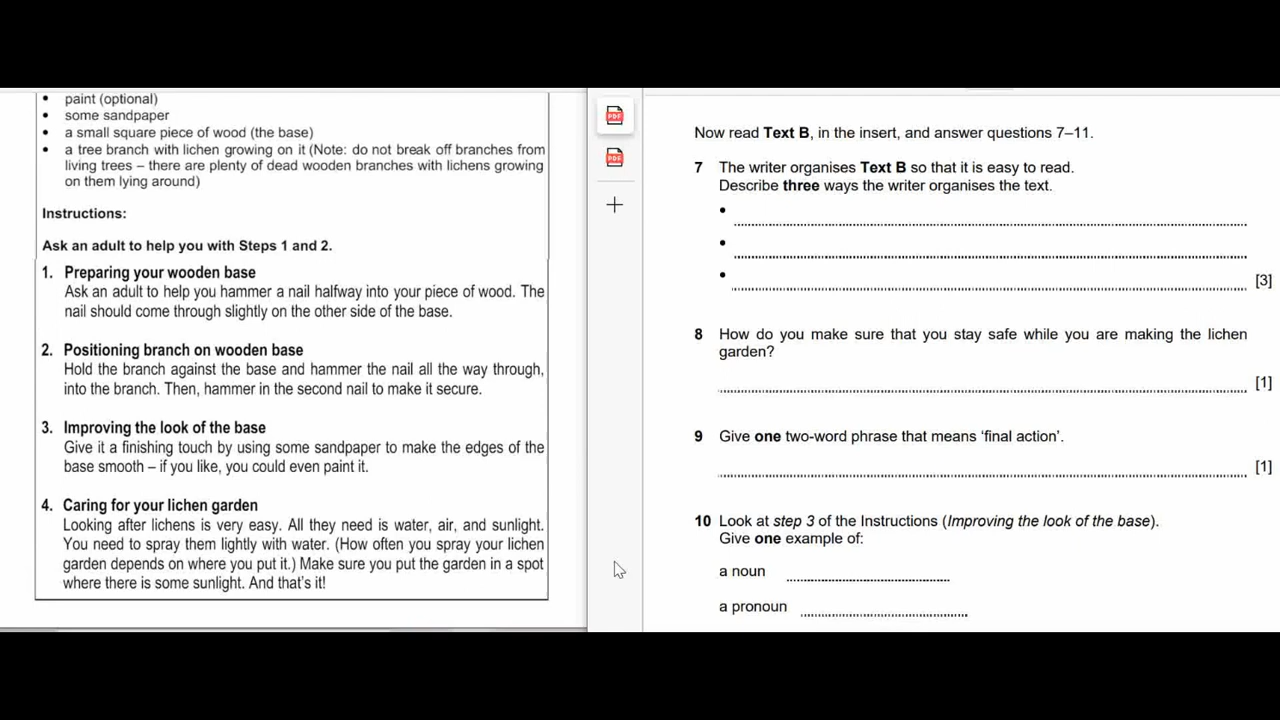 • paint (optional)
• some sandpaper
• a small square piece of wood (the base)
• a tree branch with lichen growing on it (Note: do not break off branches from
living trees – there are plenty of dead wooden branches with lichens growing
on them lying around)
Instructions:
Ask an adult to help you with Steps 1 and 2.
1. Preparing your wooden base
Ask an adult to help you hammer a nail halfway into your piece of wood. The
nail should come through slightly on the other side of the base.
2. Positioning branch on wooden base
Hold the branch against the base and hammer the nail all the way through,
into the branch. Then, hammer in the second nail to make it secure.
3. Improving the look of the base
Give it a finishing touch by using some sandpaper to make the edges of the
base smooth – if you like, you could even paint it.
4. Caring for your lichen garden
Looking after lichens is very easy. All they need is water, air, and sunlight.
You need to spray them lightly with water. (How often you spray your lichen
garden depends on where you put it.) Make sure you put the garden in a spot
where there is some sunlight. And that's it!
PDF
PDF
Now read Text B, in the insert, and answer questions 7–11.
7 The writer organises Text B so that it is easy to read.
Describe three ways the writer organises the text.
•
•
• [3]
8 How do you make sure that you stay safe while you are making the lichen
garden?
[1]
9 Give one two-word phrase that means 'final action'.
[1]
10 Look at step 3 of the Instructions (Improving the look of the base).
Give one example of:
a noun
a pronoun